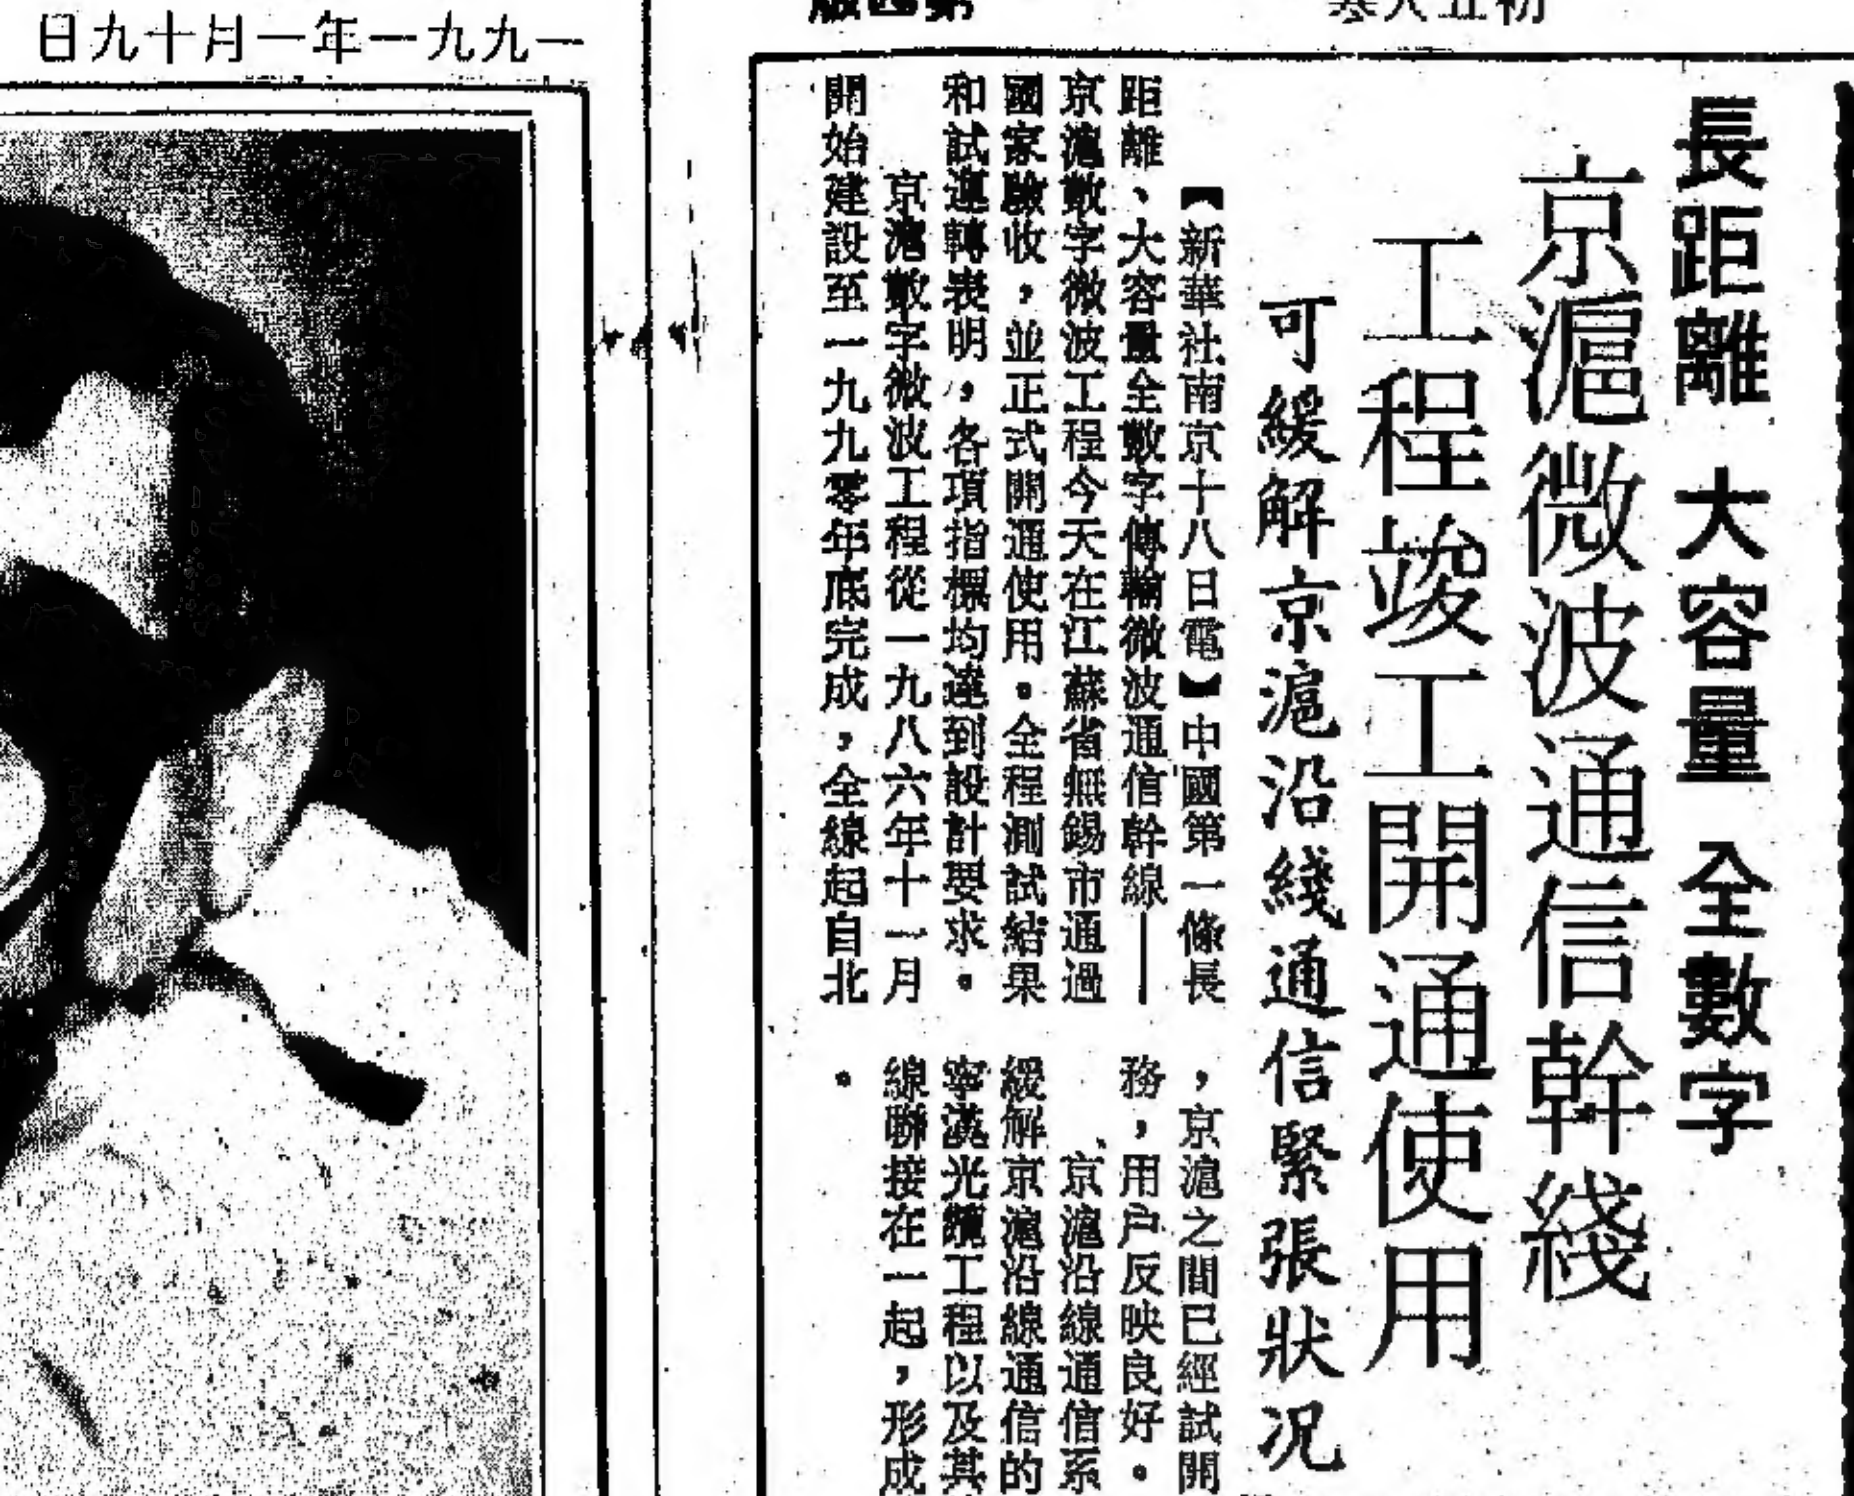 一九九一年一月十九日
長距離 大容量 全數字
京滬微波通信幹綫
工程竣工開通使用
可緩解京滬沿綫通信緊張狀況
【新華社南京十八日電】中國第一條長
距離、大容量全數字傳輸微波通信幹線——
京滬數字微波工程今天在江蘇省無錫市通過
國家驗收，並正式開通使用。全程測試結果
和試運轉表明，各項指標均達到設計要求。
京滬數字微波工程從一九八六年十一月
開始建設至一九九零年底完成，全線起自北
，京滬之間已經試開
務，用户反映良好。
京滬沿線通信系
緩解京滬沿線通信的
寧漢光纜工程以及其
線聯接在一起，形成
。